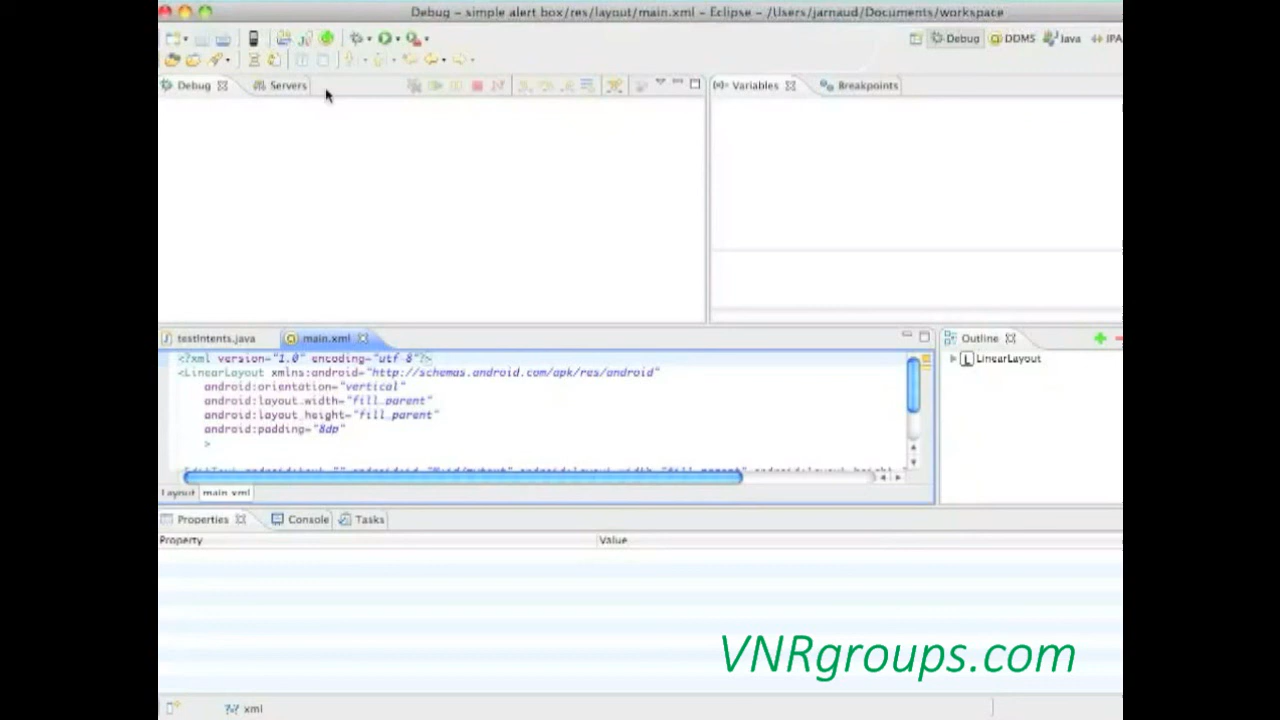 Debug – simple alert box/res/layout/main.xml – Eclipse – /Users/jarnaud/Documents/workspace
Debug DDMS Java IPA
Debug Servers Variables Breakpoints
testIntents.java main.xml Outline
<?xml version="1.0" encoding="utf 8"?>
<LinearLayout xmlns:android="http://schemas.android.com/apk/res/android"
android:orientation="vertical"
android:layout_width="fill_parent"
android:layout_height="fill_parent"
android:padding="8dp"
>
LinearLayout
Layout main xml
Properties Console Tasks
Property Value
VNRgroups.com
xml